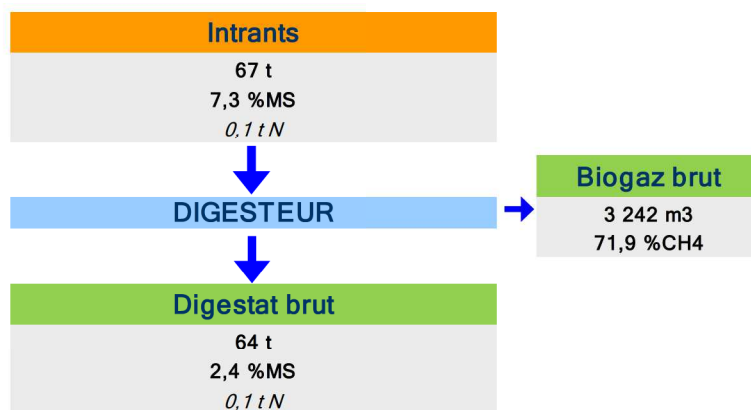 Intrants
67 t
7,3 %MS
0,1 t N
DIGESTEUR
Biogaz brut
3 242 m3
71,9 %CH4
Digestat brut
64 t
2,4 %MS
0,1 t N